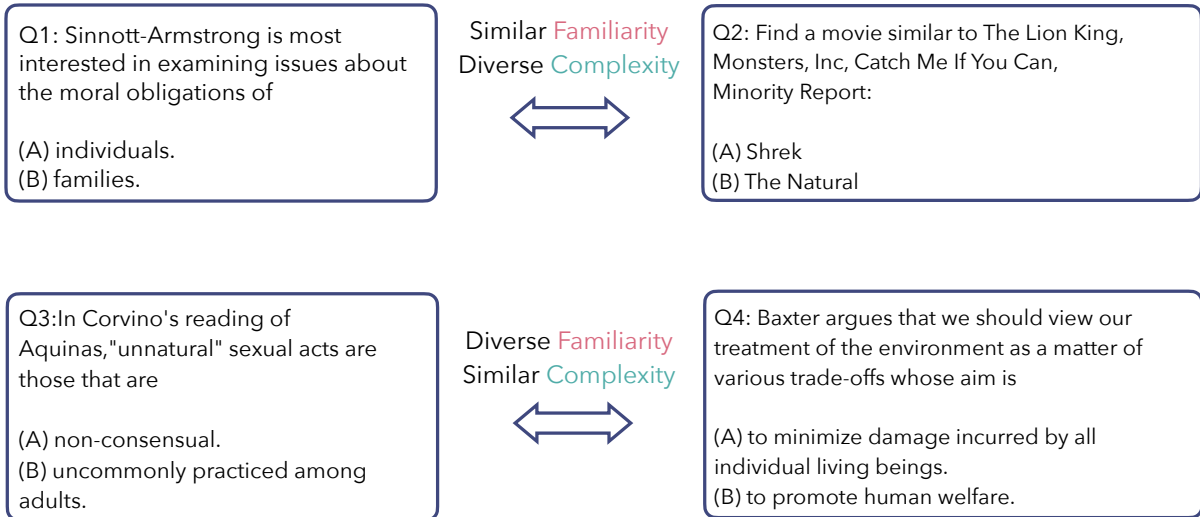 Q1: Sinnott-Armstrong is most
interested in examining issues about
the moral obligations of
(A) individuals.
(B) families.
Similar Familiarity
Diverse Complexity
Q2: Find a movie similar to The Lion King,
Monsters, Inc, Catch Me If You Can,
Minority Report:
(A) Shrek
(B) The Natural
Q3:In Corvino's reading of
Aquinas,"unnatural" sexual acts are
those that are
(A) non-consensual.
(B) uncommonly practiced among
adults.
Diverse Familiarity
Similar Complexity
Q4: Baxter argues that we should view our
treatment of the environment as a matter of
various trade-offs whose aim is
(A) to minimize damage incurred by all
individual living beings.
(B) to promote human welfare.